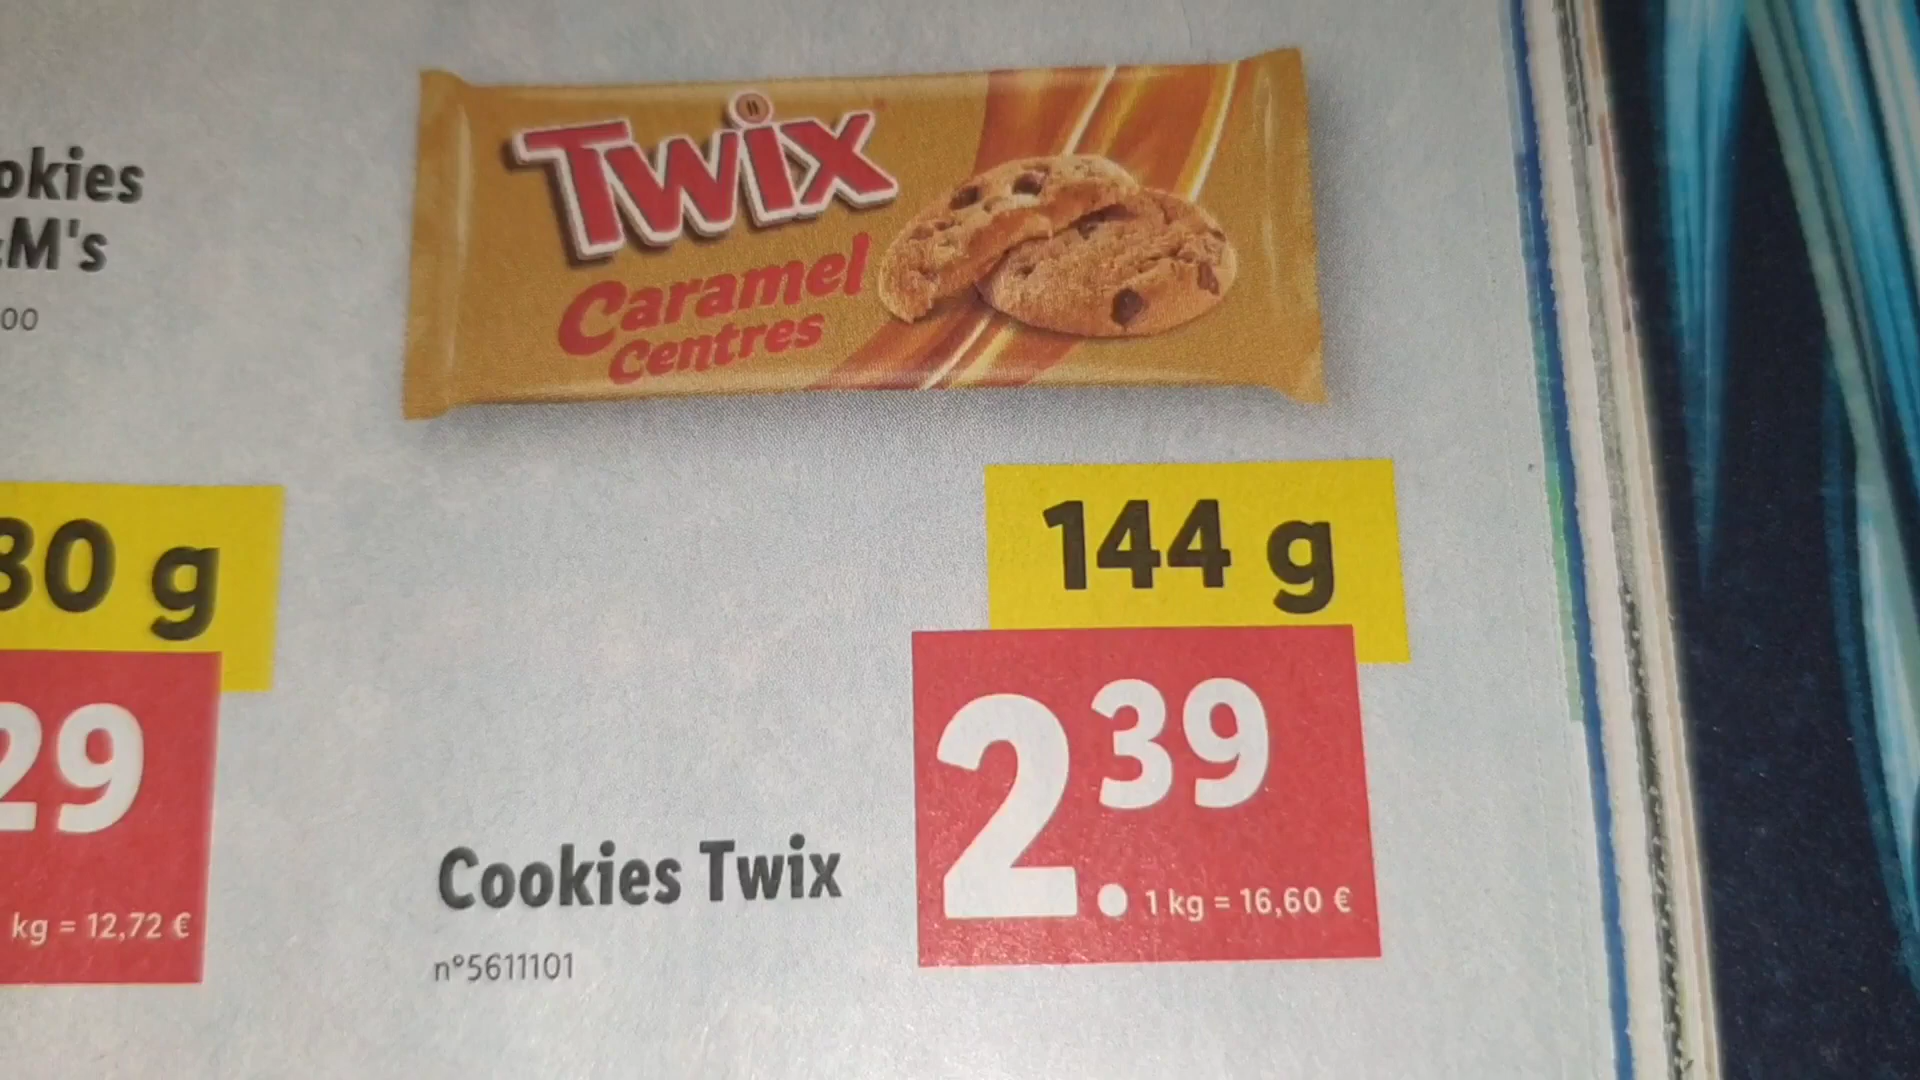 okies
M's
00
80 g
29
kg = 12,72 €
TWIX
Caramel
Centres
144 g
2.39
1 kg = 16,60 €
Cookies Twix
n°5611101